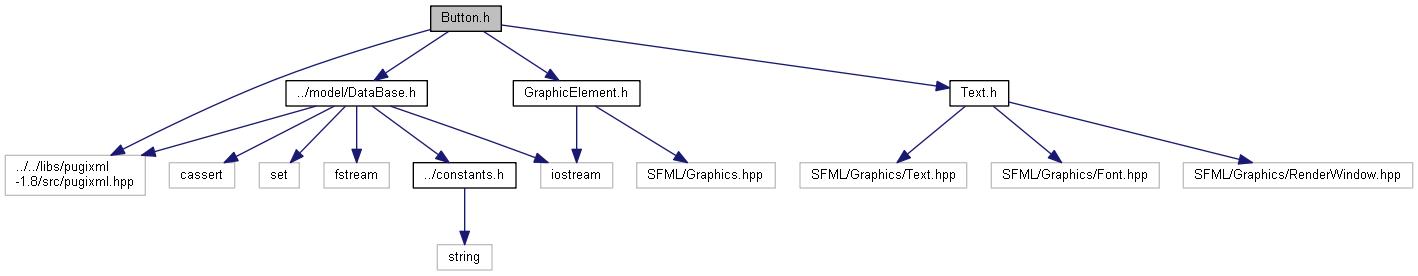 Button.h
../model/DataBase.h
GraphicElement.h
Text.h
../../libs/pugixml
-1.8/src/pugixml.hpp
cassert
set
fstream
../constants.h
iostream
SFML/Graphics.hpp
SFML/Graphics/Text.hpp
SFML/Graphics/Font.hpp
SFML/Graphics/RenderWindow.hpp
string